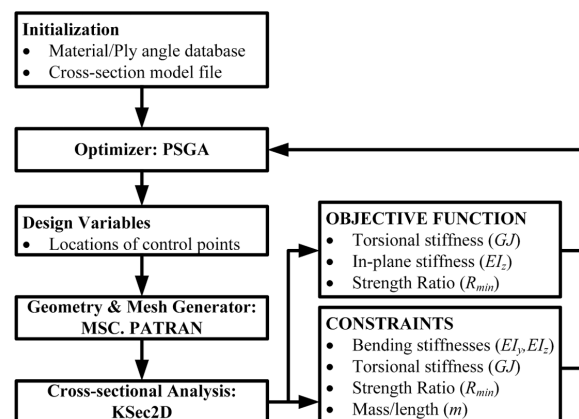 Initialization
• Material/Ply angle database
• Cross-section model file
Optimizer: PSGA
Design Variables
• Locations of control points
Geometry & Mesh Generator:
MSC. PATRAN
Cross-sectional Analysis:
KSec2D
OBJECTIVE FUNCTION
• Torsional stiffness (GJ)
• In-plane stiffness (EIz)
• Strength Ratio (Rmin)
CONSTRAINTS
• Bending stiffnesses (EIy,EIz)
• Torsional stiffness (GJ)
• Strength Ratio (Rmin)
• Mass/length (m)